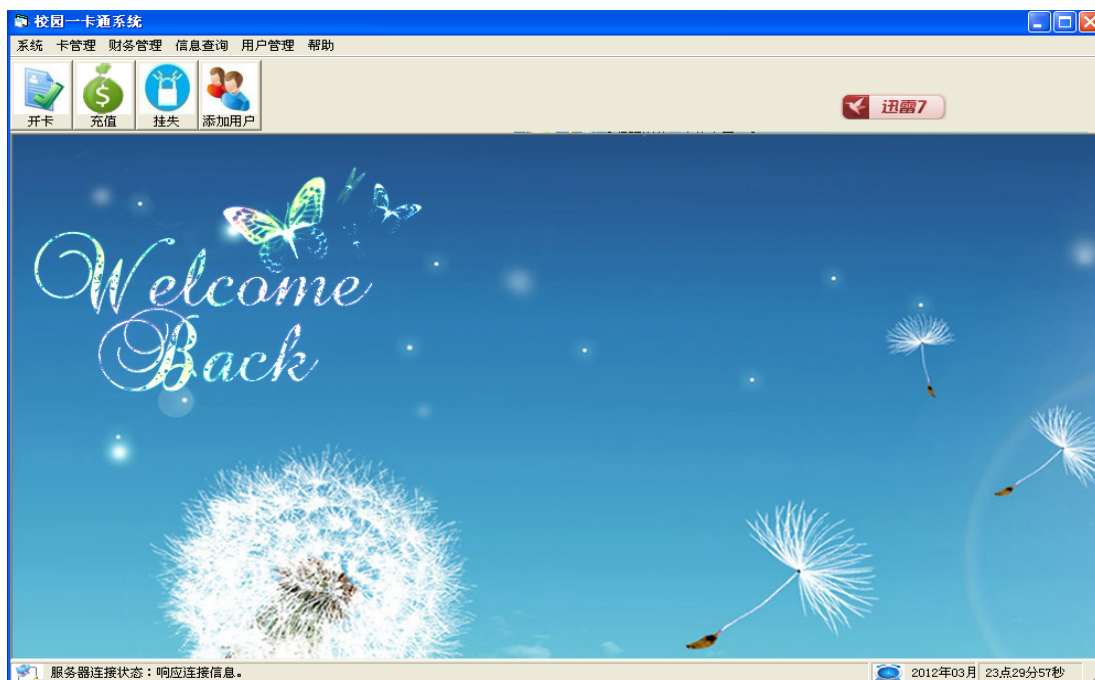 校园一卡通系统
系统 卡管理 财务管理 信息查询 用户管理 帮助
开卡 充值 挂失 添加用户
迅雷7
Welcome
Back
服务器连接状态：响应连接信息。 2012年03月 23点29分57秒